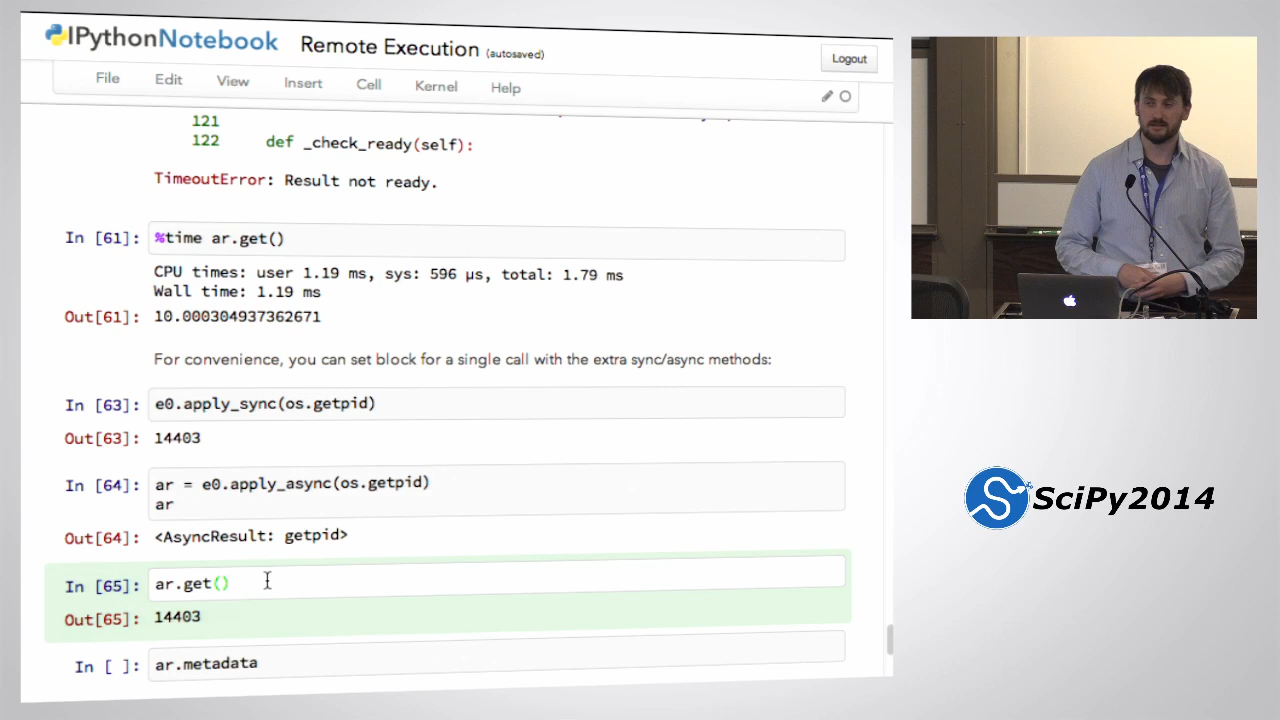 IPythonNotebook Remote Execution (autosaved)
Logout
File Edit View Insert Cell Kernel Help
121
122 def _check_ready(self):
TimeoutError: Result not ready.
In [61]: %time ar.get()
CPU times: user 1.19 ms, sys: 596 µs, total: 1.79 ms
Wall time: 1.19 ms
Out[61]: 10.000304937362671
For convenience, you can set block for a single call with the extra sync/async methods:
In [63]: e0.apply_sync(os.getpid)
Out[63]: 14403
In [64]: ar = e0.apply_async(os.getpid)
ar
Out[64]: <AsyncResult: getpid>
In [65]: ar.get()
Out[65]: 14403
In [ ]: ar.metadata
SciPy2014